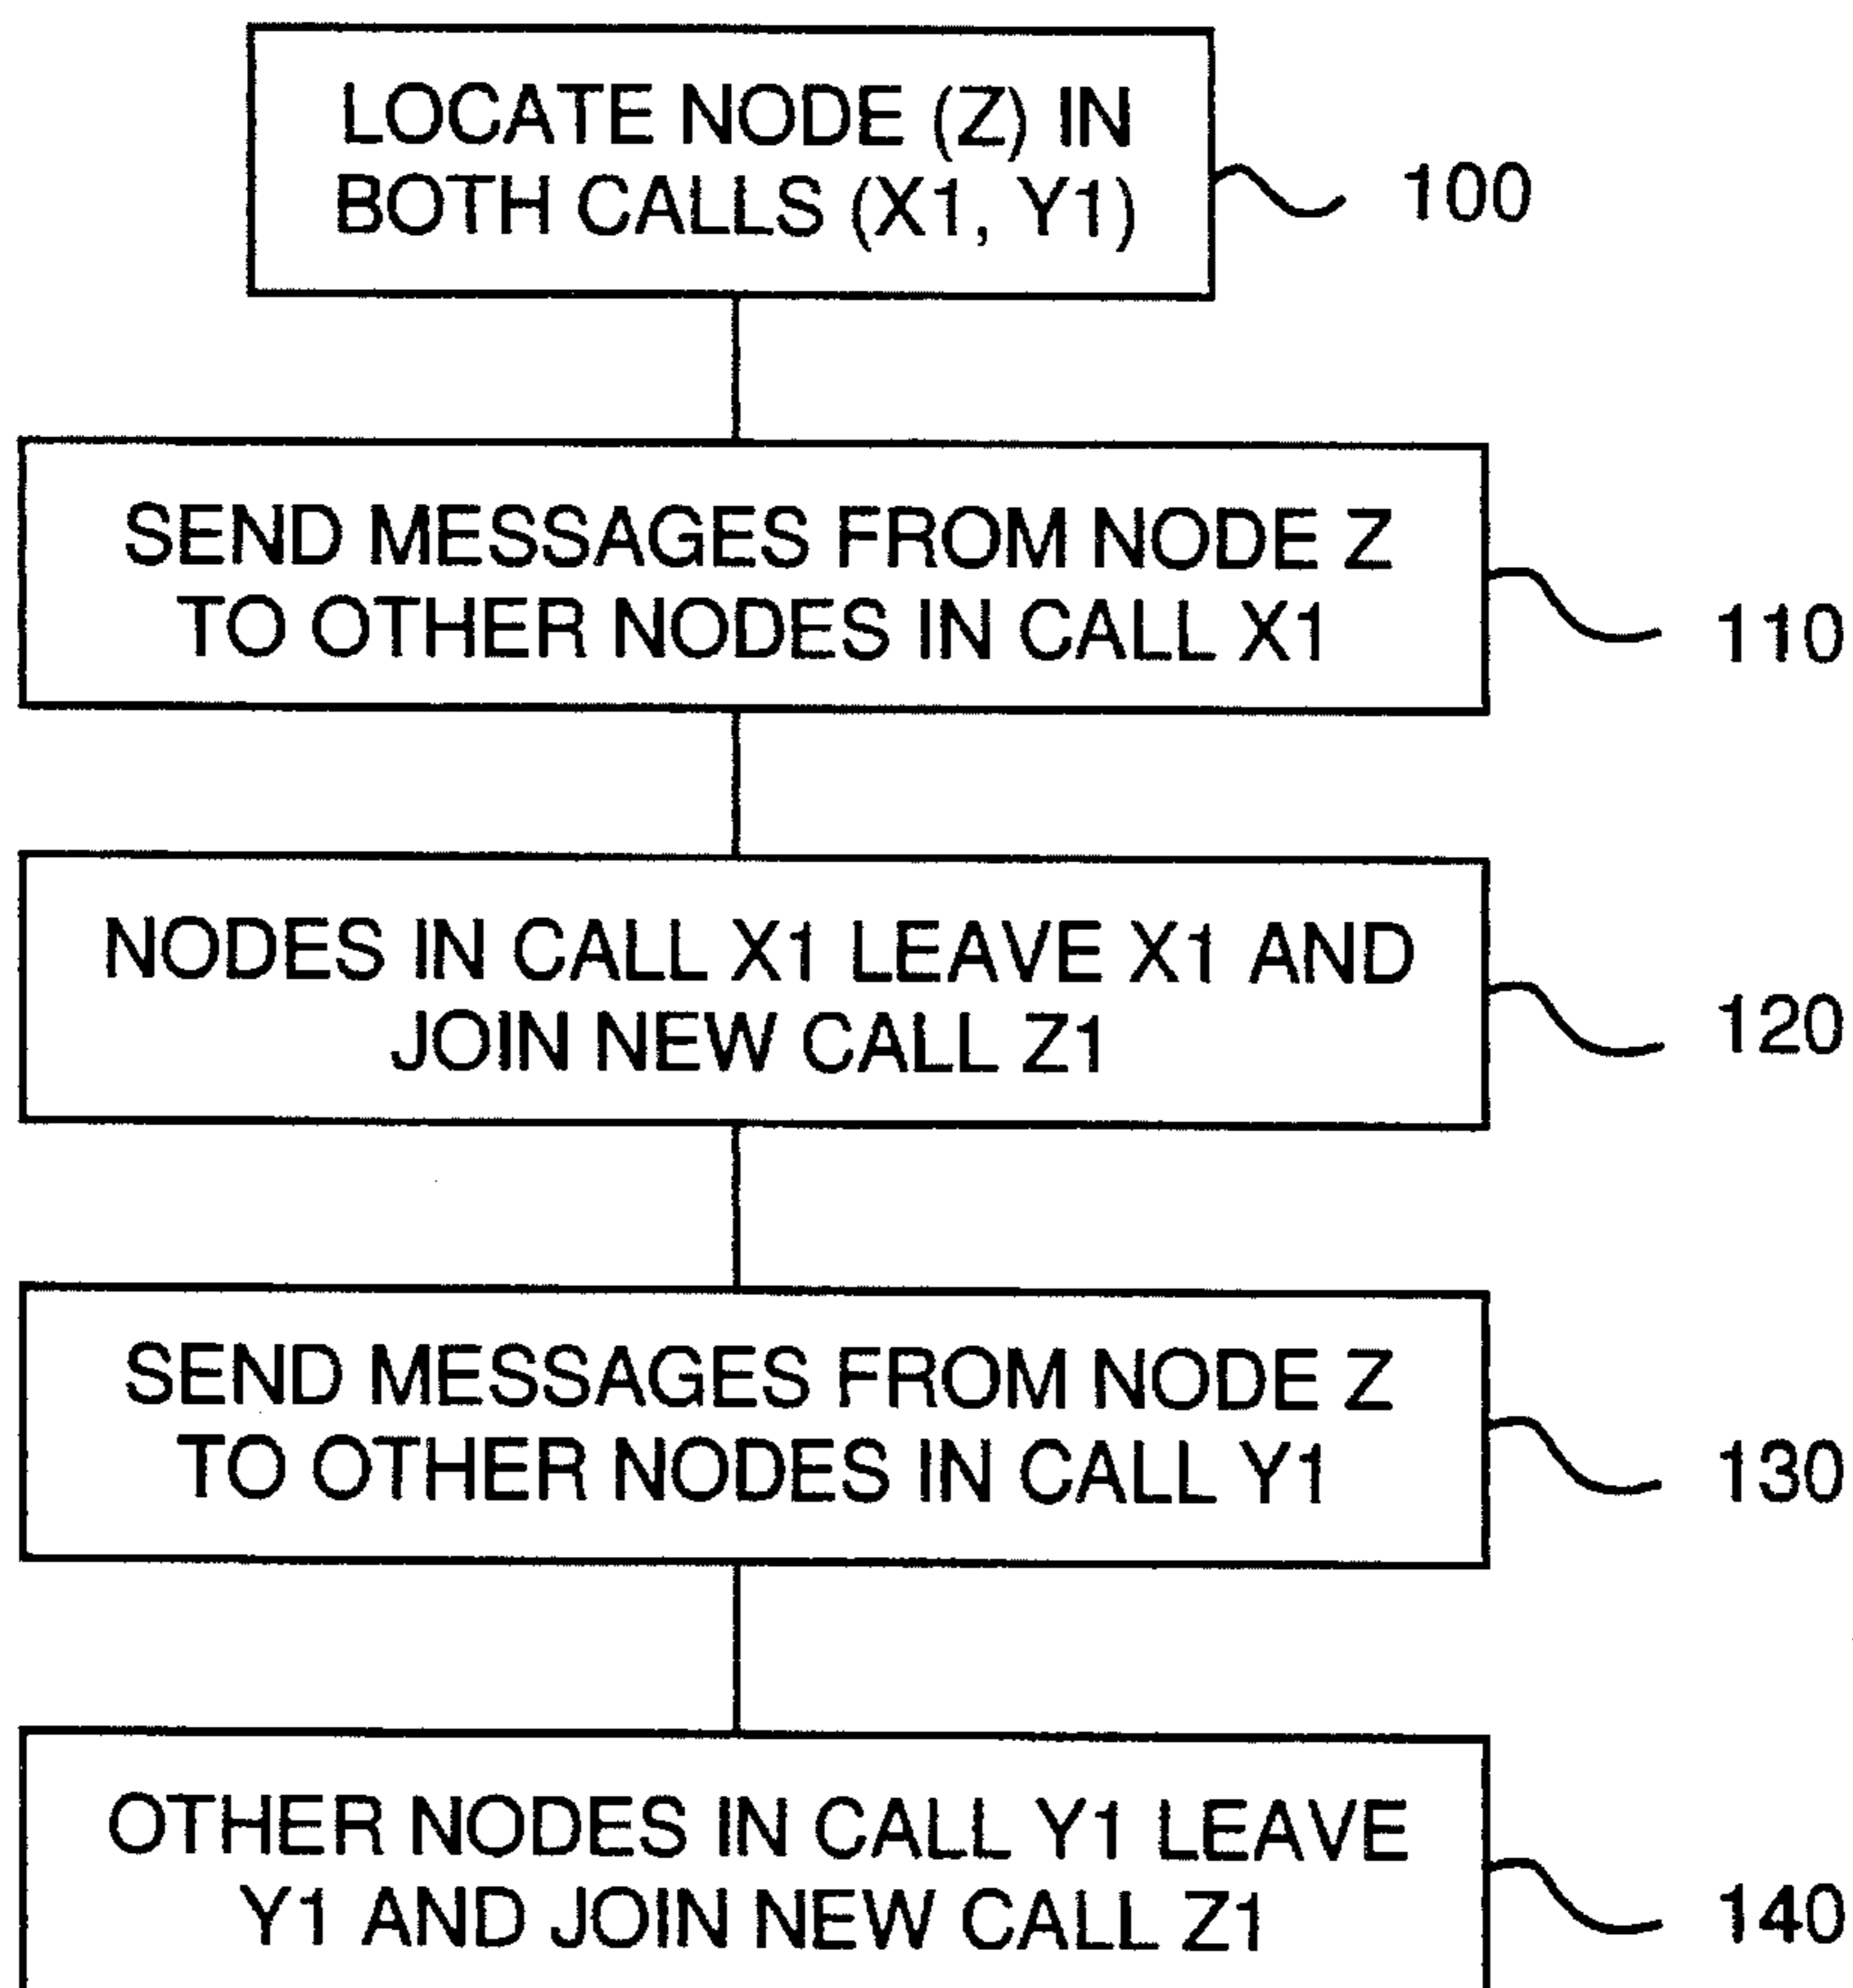 LOCATE NODE (Z) IN
BOTH CALLS (X1, Y1)
100
SEND MESSAGES FROM NODE Z
TO OTHER NODES IN CALL X1
110
NODES IN CALL X1 LEAVE X1 AND
JOIN NEW CALL Z1
120
SEND MESSAGES FROM NODE Z
TO OTHER NODES IN CALL Y1
130
OTHER NODES IN CALL Y1 LEAVE
Y1 AND JOIN NEW CALL Z1
140